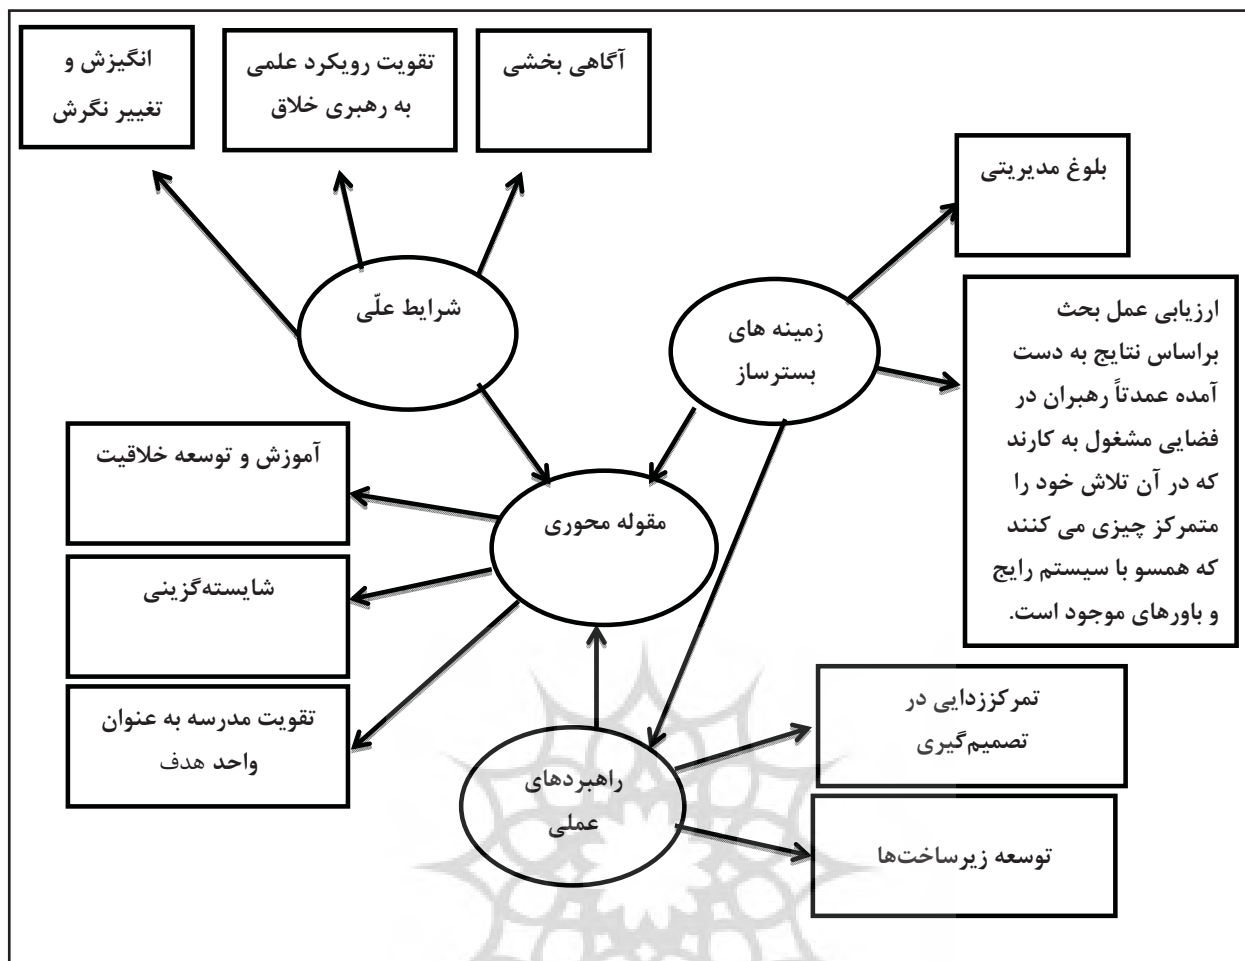 آگاهی بخشی
تقویت رویکرد علمی
به رهبری خلاق
انگیزش و
تغییر نگرش
بلوغ مدیریتی
شرایط علّی
زمینه های
بسترساز
ارزیابی عمل بحث
براساس نتایج به دست
آمده عمدتاً رهبران در
فضایی مشغول به کارند
که در آن تلاش خود را
متمرکز چیزی می کنند
که همسو با سیستم رایج
و باورهای موجود است.
مقوله محوری
آموزش و توسعه خلاقیت
شایسته‌گزینی
تقویت مدرسه به عنوان
واحد هدف
راهبردهای
عملی
تمرکززدایی در
تصمیم‌گیری
توسعه زیرساخت‌ها